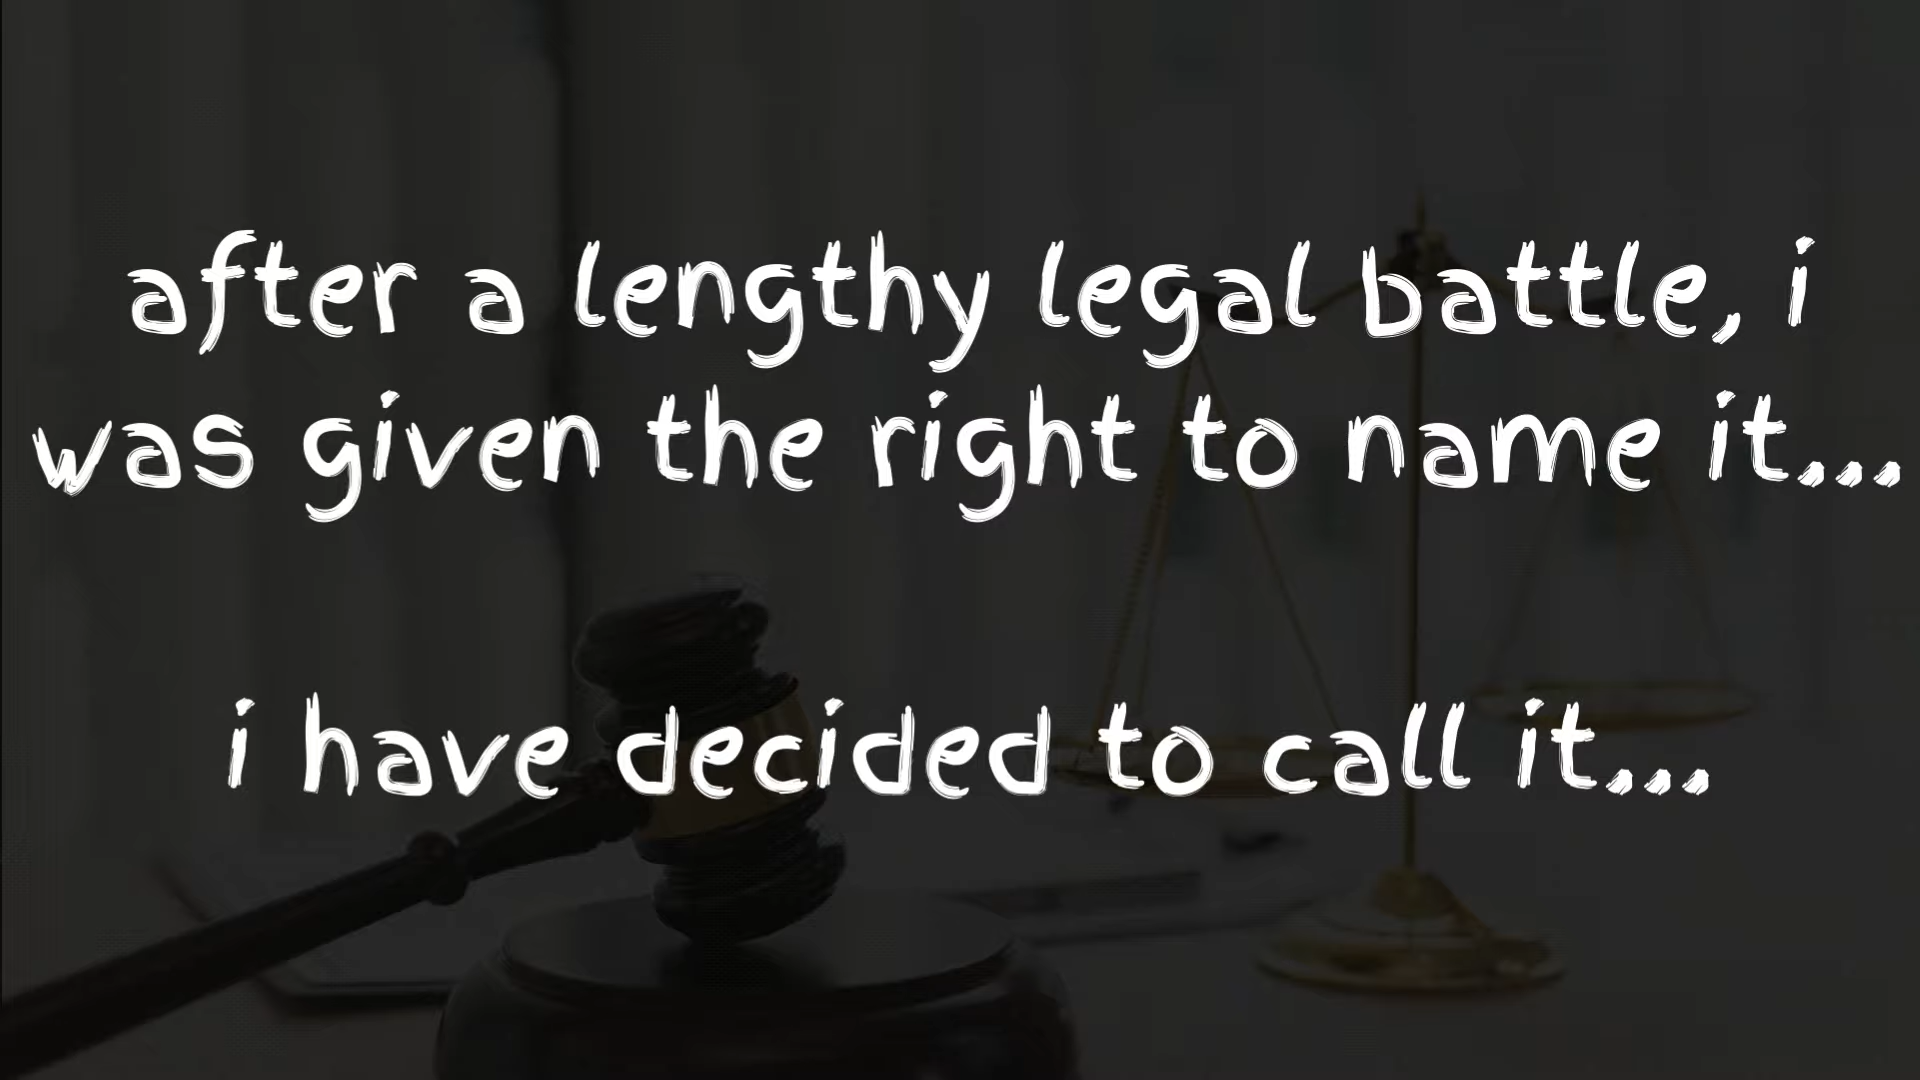 after a lengthy legal battle, i
was given the right to name it...
i have decided to call it...